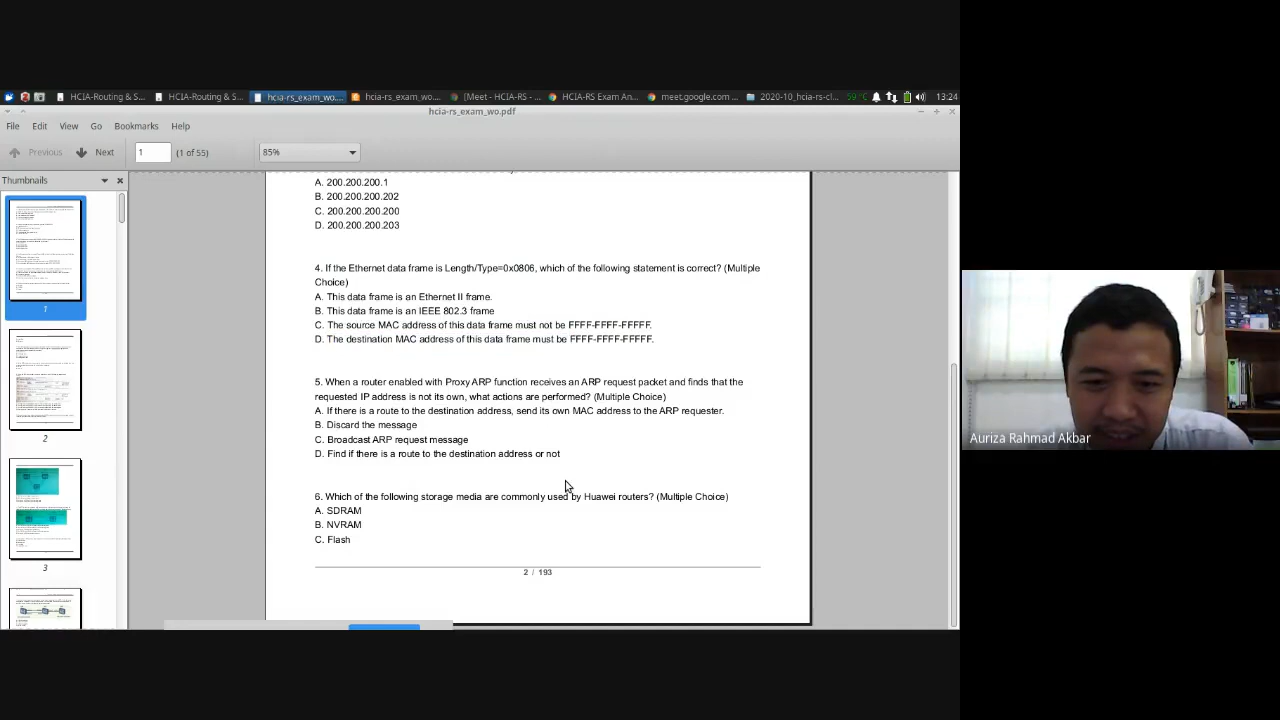 HCIA-Routing & S...
HCIA-Routing & S...
hcia-rs_exam_wo....
hcia-rs_exam_wo....
[Meet - HCIA-RS - ...
HCIA-RS Exam An...
meet.google.com ...
2020-10_hcia-rs-cl...
59 °C
13:24
hcia-rs_exam_wo.pdf
File Edit View Go Bookmarks Help
Previous Next 1 (1 of 55) 85%
Thumbnails
1
2
3
A. 200.200.200.1
B. 200.200.200.202
C. 200.200.200.200
D. 200.200.200.203
4. If the Ethernet data frame is Length/Type=0x0806, which of the following statement is correct? (Multiple
Choice)
A. This data frame is an Ethernet II frame.
B. This data frame is an IEEE 802.3 frame
C. The source MAC address of this data frame must not be FFFF-FFFF-FFFFF.
D. The destination MAC address of this data frame must be FFFF-FFFF-FFFFF.
5. When a router enabled with Proxy ARP function receives an ARP request packet and finds that the
requested IP address is not its own, what actions are performed? (Multiple Choice)
A. If there is a route to the destination address, send its own MAC address to the ARP requester.
B. Discard the message
C. Broadcast ARP request message
D. Find if there is a route to the destination address or not
6. Which of the following storage media are commonly used by Huawei routers? (Multiple Choice)
A. SDRAM
B. NVRAM
C. Flash
2 / 193
Auriza Rahmad Akbar